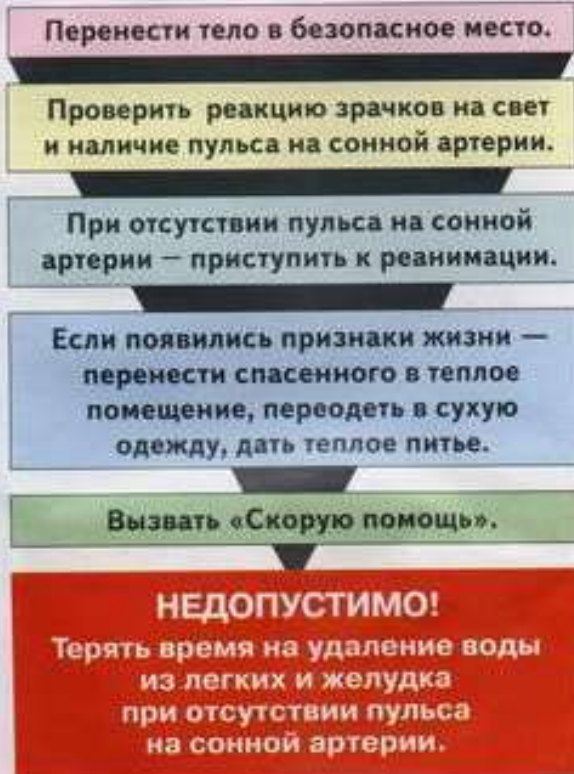 Перенести тело в безопасное место.
Проверить реакцию зрачков на свет
и наличие пульса на сонной артерии.
При отсутствии пульса на сонной
артерии — приступить к реанимации.
Если появились признаки жизни —
перенести спасенного в теплое
помещение, переодеть в сухую
одежду, дать теплое питье.
Вызвать «Скорую помощь».
НЕДОПУСТИМО!
Терять время на удаление воды
из легких и желудка
при отсутствии пульса
на сонной артерии.